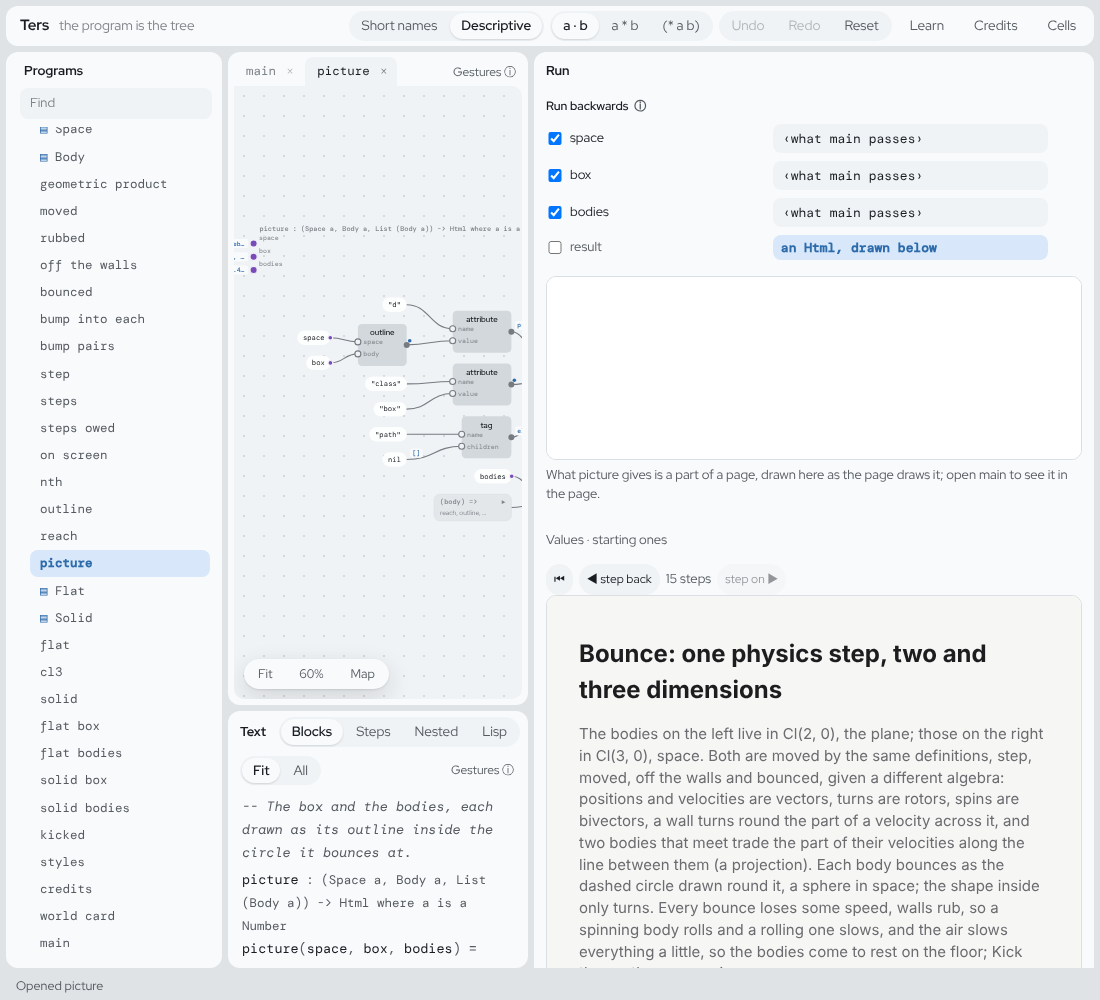 Ters the program is the tree
Short names Descriptive a · b a * b (* a b) Undo Redo Reset Learn Credits Cells
Programs
Find
Space
Body
geometric product
moved
rubbed
off the walls
bounced
bump into each
bump pairs
step
steps
steps owed
on screen
nth
outline
reach
picture
Flat
Solid
flat
cl3
solid
flat box
flat bodies
solid box
solid bodies
kicked
styles
credits
world card
main
main × picture × Gestures ⓘ
picture : (Space a, Body a, List (Body a)) -> Html where a is a
space
box
bodies
"d"
attribute
name
value
outline
space
body
space
box
attribute
name
value
"class"
"box"
tag
name
children
"path"
nil []
bodies
(body) => ▸
reach, outline, …
Fit 60% Map
Text Blocks Steps Nested Lisp
Fit All Gestures ⓘ
-- The box and the bodies, each
drawn as its outline inside the
circle it bounces at.
picture : (Space a, Body a, List
(Body a)) -> Html where a is a
Number
picture(space, box, bodies) =
Run
Run backwards ⓘ
space ‹what main passes›
box ‹what main passes›
bodies ‹what main passes›
result an Html, drawn below
What picture gives is a part of a page, drawn here as the page draws it; open main to see it in
the page.
Values · starting ones
⏮ ◀ step back 15 steps step on ▶
Bounce: one physics step, two and
three dimensions
The bodies on the left live in Cl(2, 0), the plane; those on the right
in Cl(3, 0), space. Both are moved by the same definitions, step,
moved, off the walls and bounced, given a different algebra:
positions and velocities are vectors, turns are rotors, spins are
bivectors, a wall turns round the part of a velocity across it, and
two bodies that meet trade the part of their velocities along the
line between them (a projection). Each body bounces as the
dashed circle drawn round it, a sphere in space; the shape inside
only turns. Every bounce loses some speed, walls rub, so a
spinning body rolls and a rolling one slows, and the air slows
everything a little, so the bodies come to rest on the floor; Kick
Opened picture